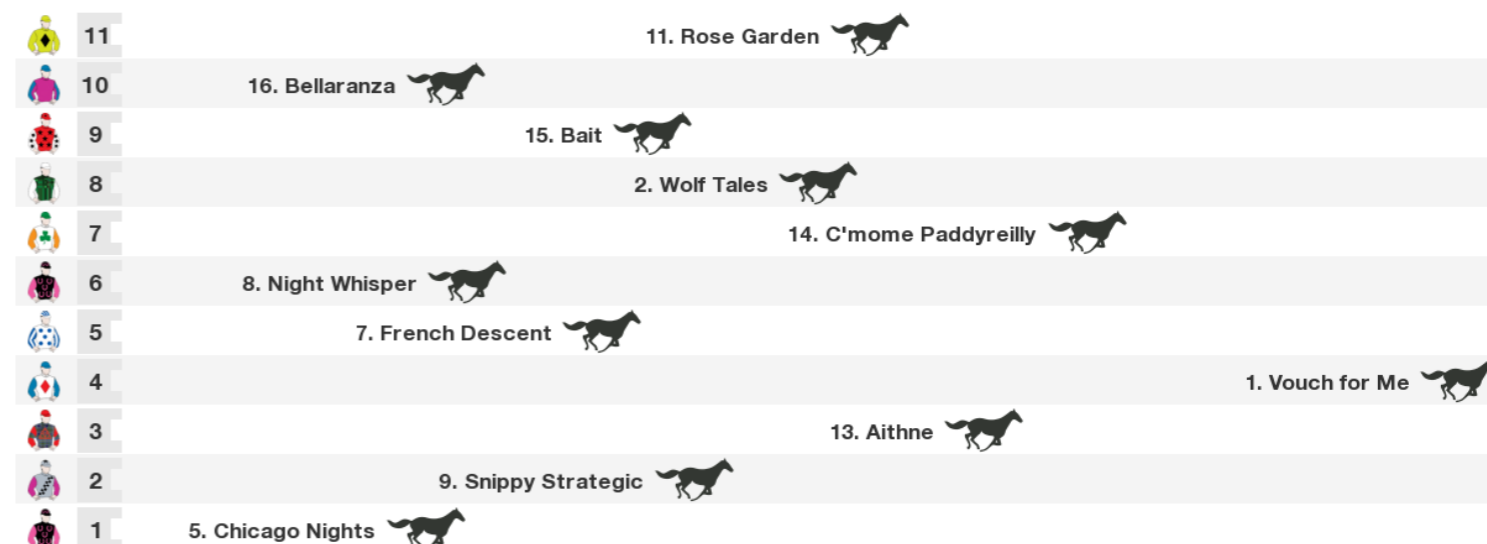 11 11. Rose Garden
10 16. Bellaranza
9 15. Bait
8 2. Wolf Tales
7 14. C'mome Paddyreilly
6 8. Night Whisper
5 7. French Descent
4 1. Vouch for Me
3 13. Aithne
2 9. Snippy Strategic
1 5. Chicago Nights